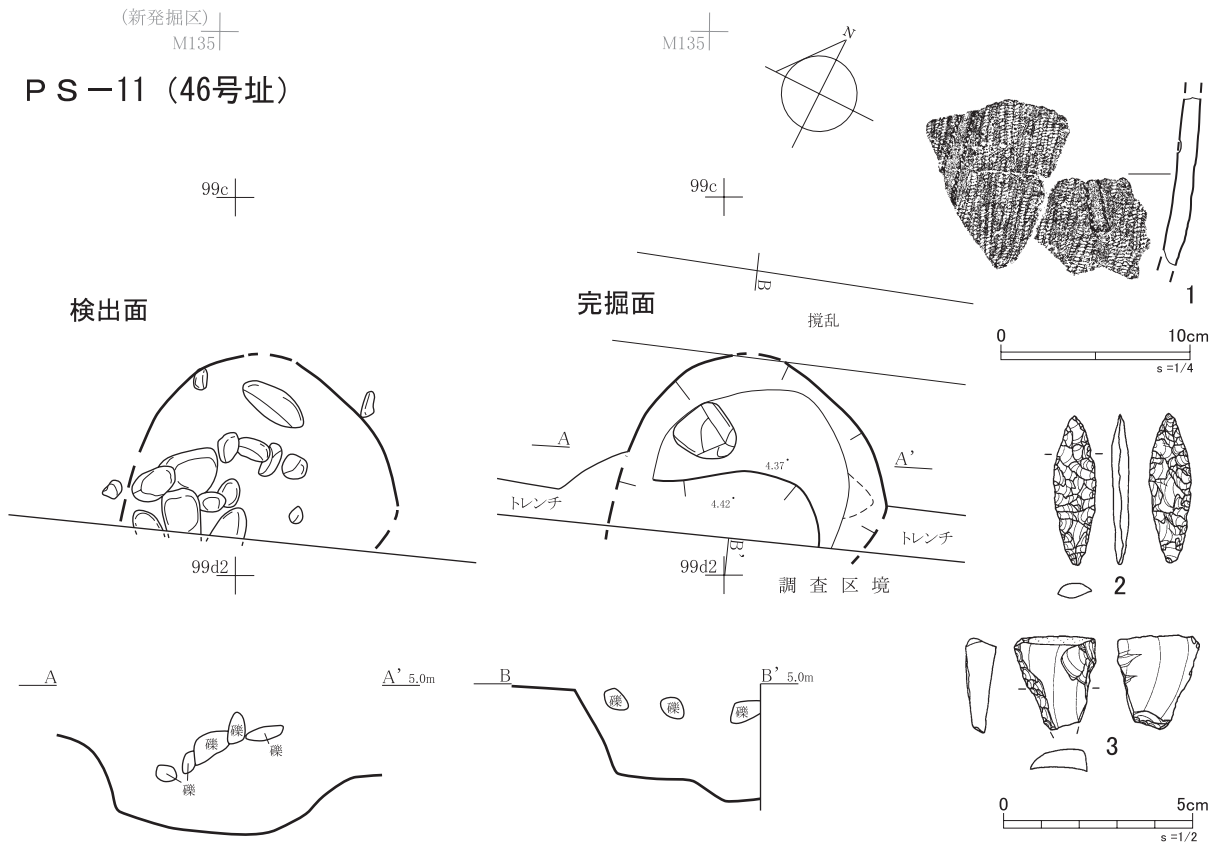 (新発掘区)
M135
PS-11（46号址）
99c
検出面
99d2
M135
N
99c
B
撹乱
完掘面
A
A'
4.37
4.42
トレンチ
トレンチ
B'
99d2
調査区境
A
A' 5.0m
礫
礫
礫
礫
B
B' 5.0m
礫
礫
礫
1
0 10cm
s=1/4
2
3
0 5cm
s=1/2